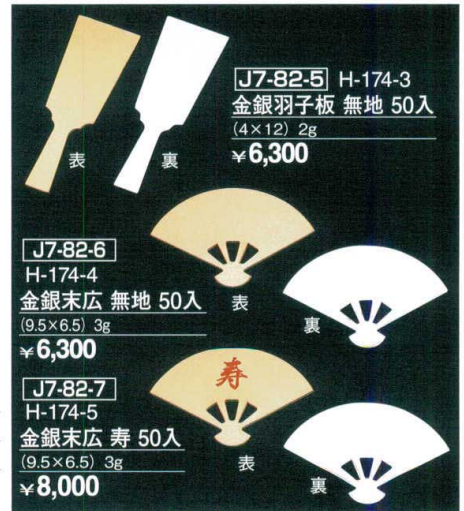 J7-82-5 H-174-3
金銀羽子板 無地 50入
(4×12) 2g
¥6,300
表
裏
J7-82-6
H-174-4
金銀末広 無地 50入
(9.5×6.5) 3g
¥6,300
表
裏
J7-82-7
H-174-5
金銀末広 寿 50入
(9.5×6.5) 3g
¥8,000
寿
表
裏